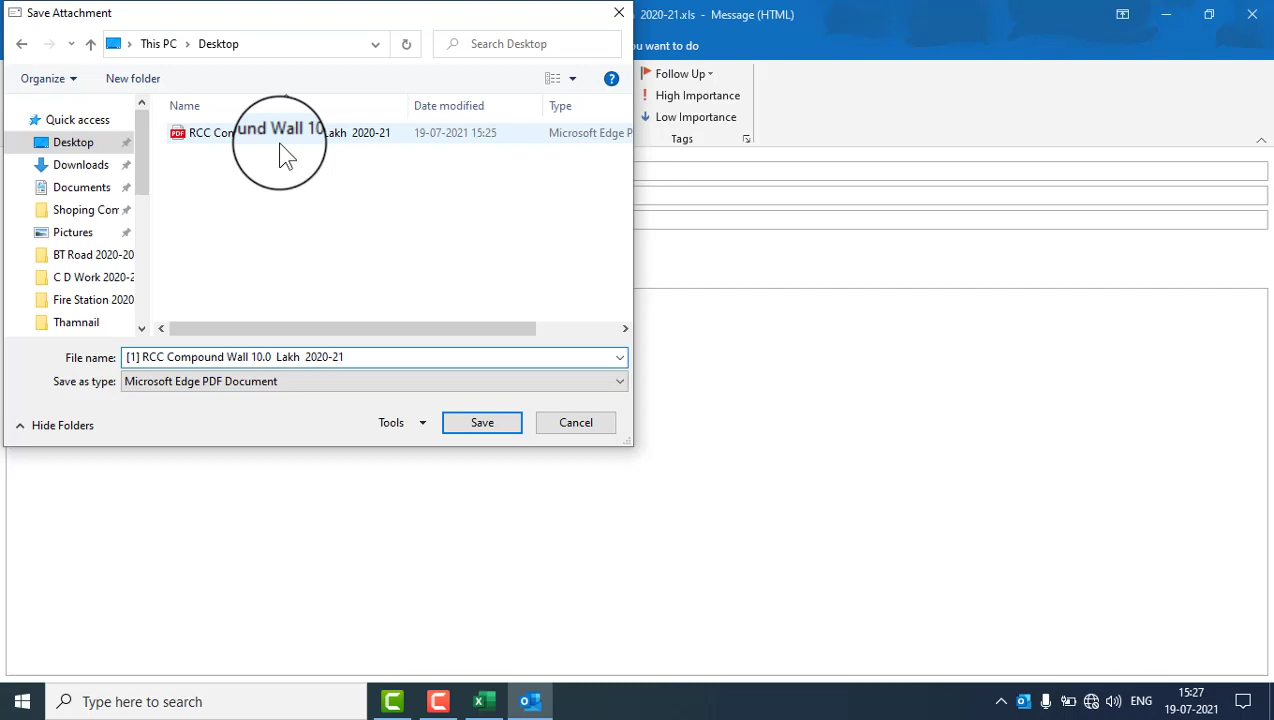 Save Attachment
2020-21.xls - Message (HTML)
This PC
Desktop
Search Desktop
ou want to do
Organize
New folder
Follow Up
High Importance
Low Importance
Tags
Name
Date modified
Type
Quick access
RCC Con
und Wall 10
Lakh 2020-21
19-07-2021 15:25
Microsoft Edge P
Desktop
Downloads
Documents
Shoping Com
Pictures
BT Road 2020-20
C D Work 2020-2
Fire Station 2020
Thamnail
File name:
[1] RCC Compound Wall 10.0 Lakh 2020-21
Save as type:
Microsoft Edge PDF Document
Hide Folders
Tools
Save
Cancel
Type here to search
ENG
15:27
19-07-2021